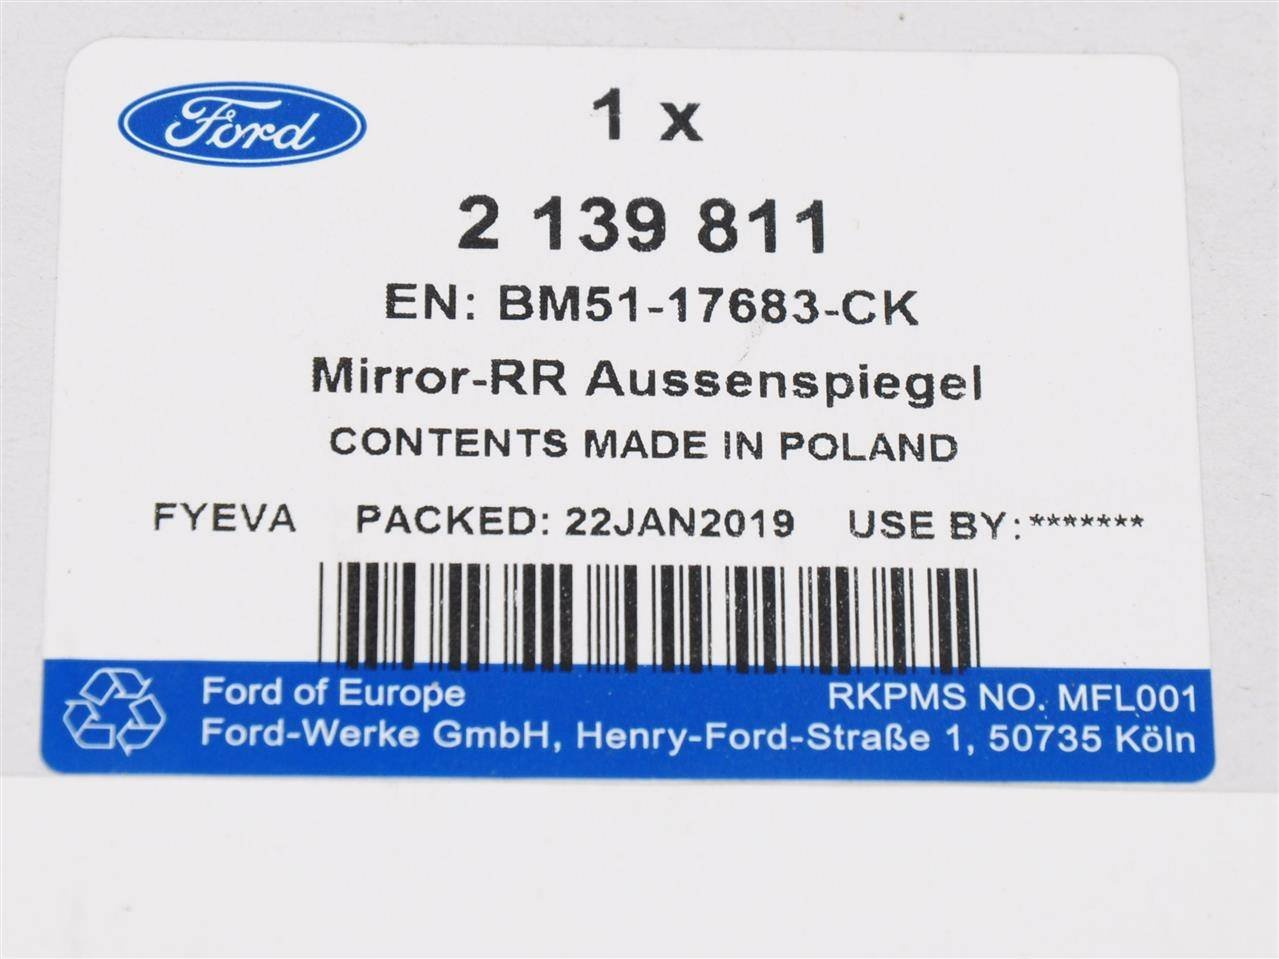 Ford
1 x
2 139 811
EN: BM51-17683-CK
Mirror-RR Aussenspiegel
CONTENTS MADE IN POLAND
FYEVA PACKED: 22JAN2019 USE BY:*******
Ford of Europe RKPMS NO. MFL001
Ford-Werke GmbH, Henry-Ford-Straße 1, 50735 Köln